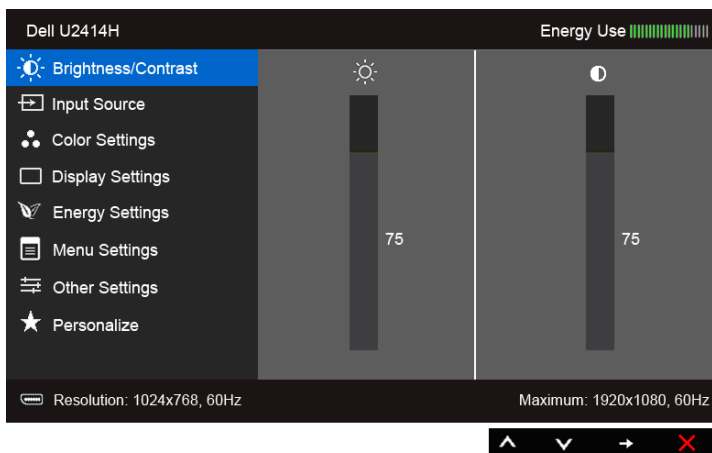 Dell U2414H
Energy Use
Brightness/Contrast
Input Source
Color Settings
Display Settings
Energy Settings
Menu Settings
Other Settings
Personalize
75
75
Resolution: 1024x768, 60Hz
Maximum: 1920x1080, 60Hz